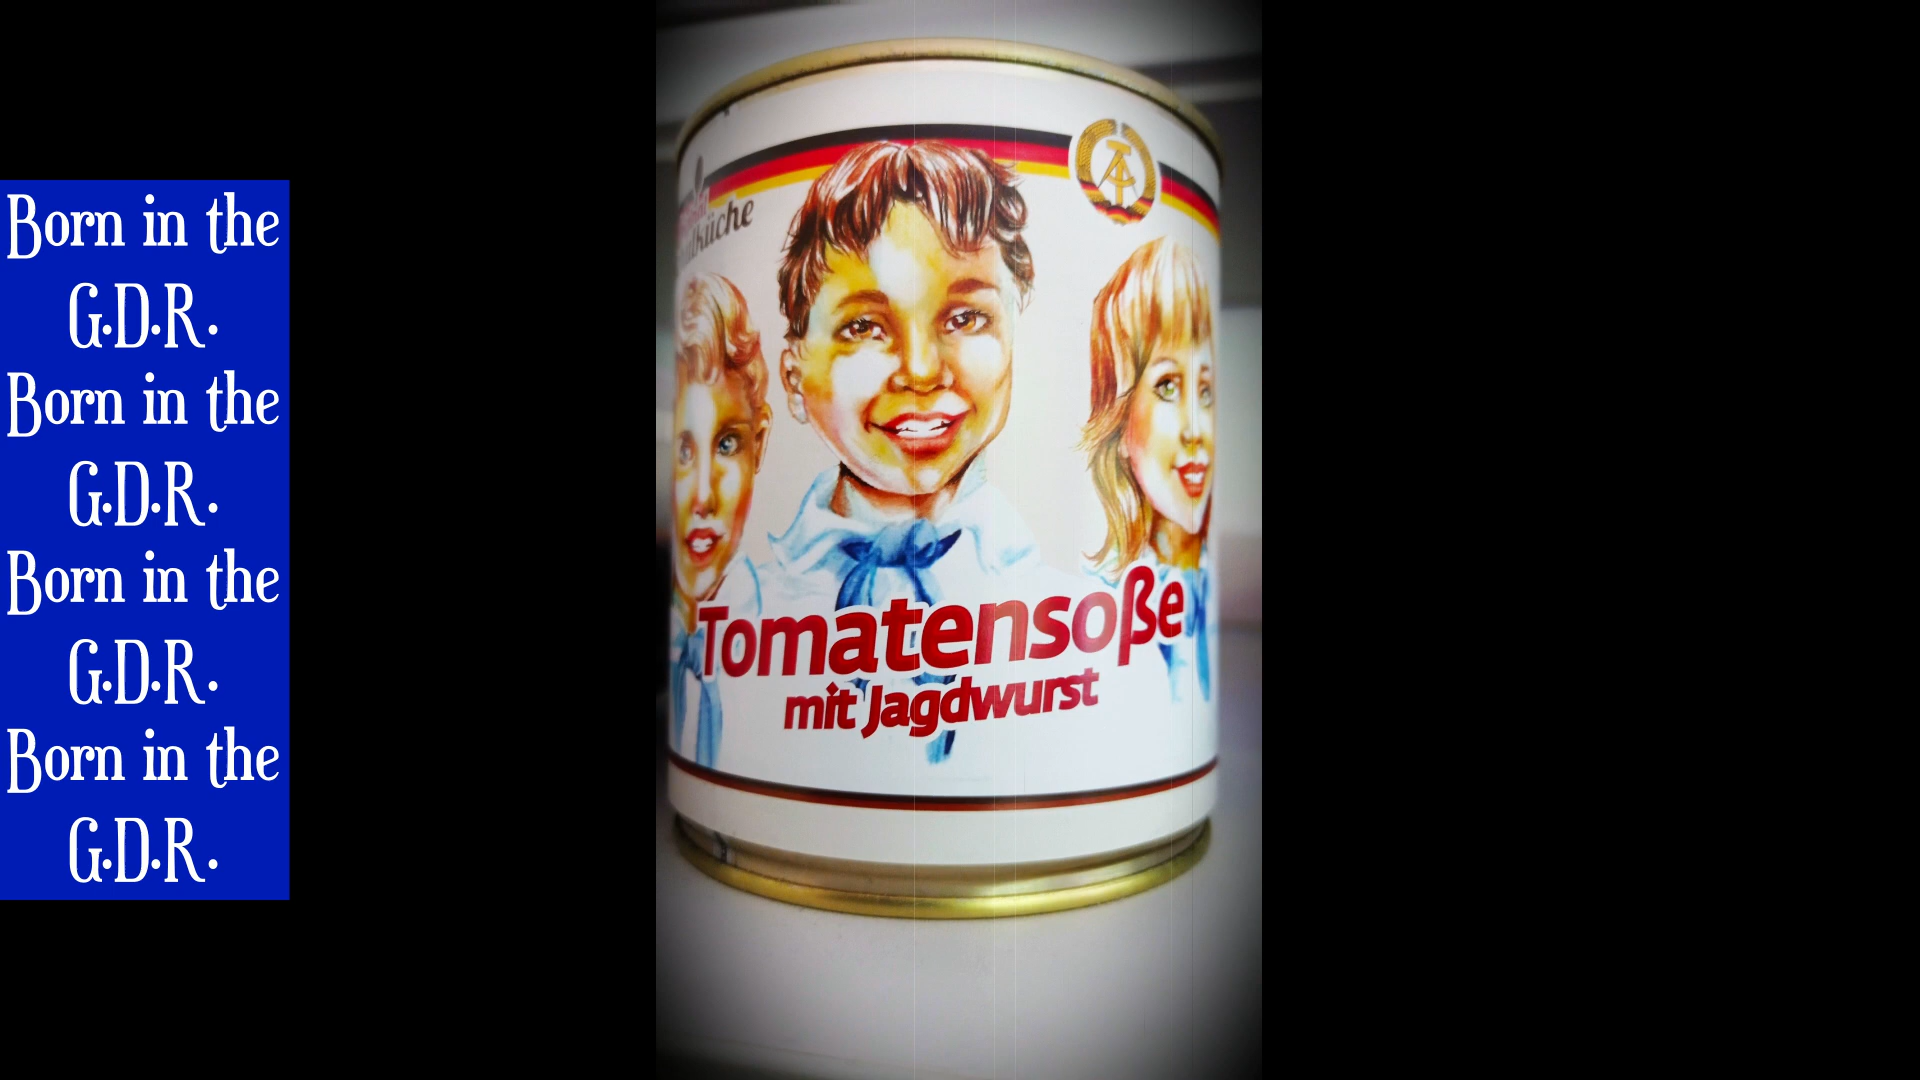 Born in the
G.D.R.
Born in the
G.D.R.
Born in the
G.D.R.
Born in the
G.D.R.
Tomatensoße
mit Jagdwurst